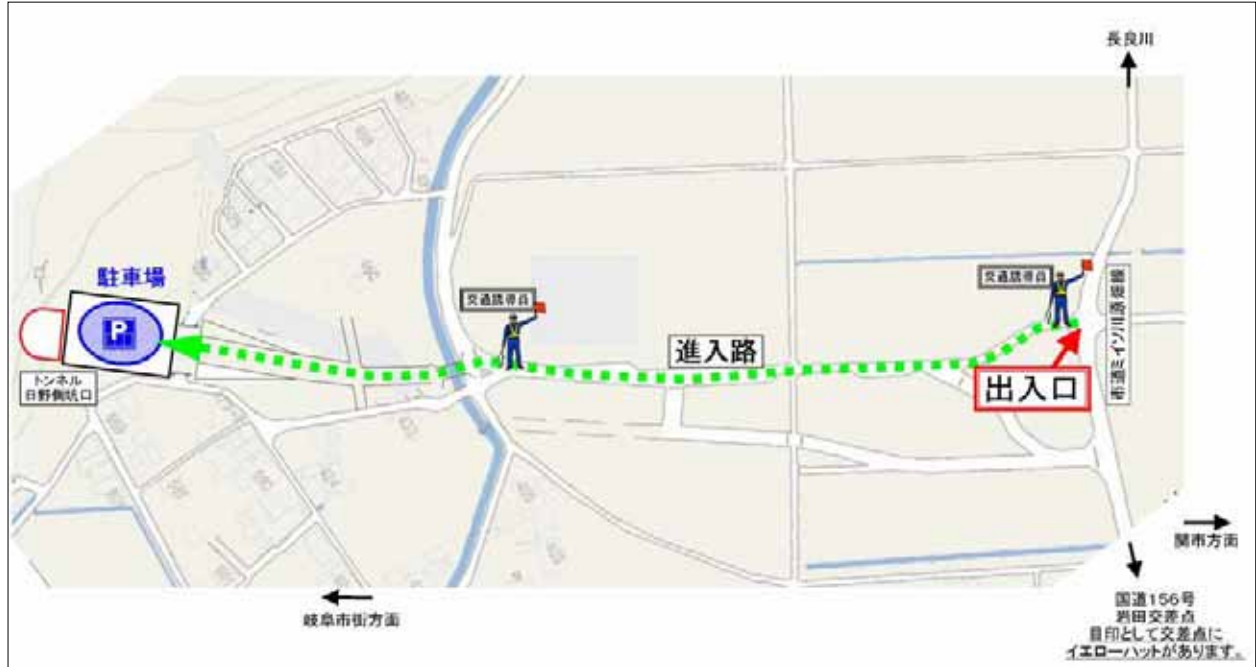 長良川
駐車場
P
トンネル
日野側坑口
交通誘導員
進入路
交通誘導員
出入口
関市方面
岐阜市街方面
国道156号
岩田交差点
目印として交差点に
イエローハットがあります。